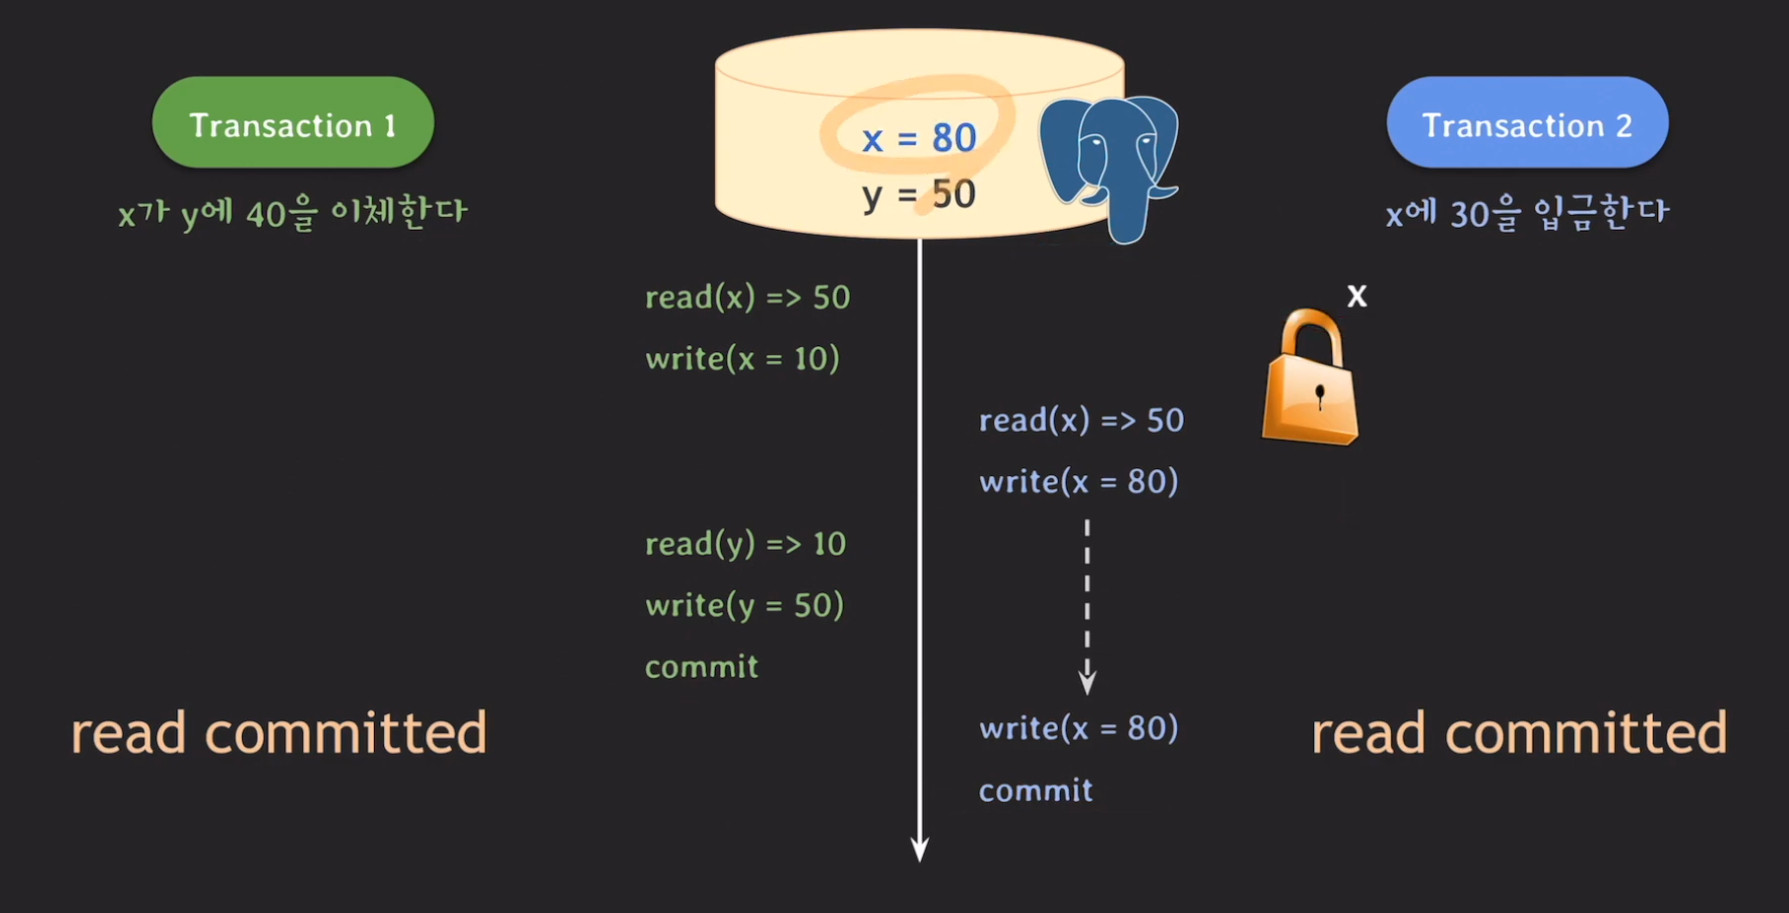 Transaction 1
x가 y에 40을 이체한다
x = 80
y = 50
Transaction 2
x에 30을 입금한다
read(x) => 50
write(x = 10)
x
read(x) => 50
write(x = 80)
read(y) => 10
write(y = 50)
commit
write(x = 80)
commit
read committed
read committed